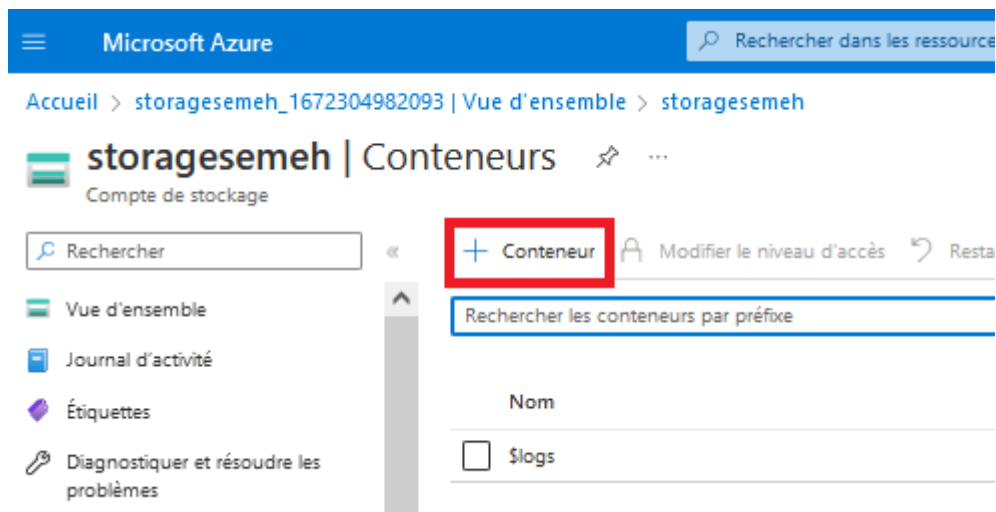 Microsoft Azure
Rechercher dans les ressource
Accueil > storagesemeh_1672304982093 | Vue d'ensemble > storagesemeh
storagesemeh | Conteneurs ...
Compte de stockage
Rechercher
«
+ Conteneur
Modifier le niveau d'accès
Resta
Vue d'ensemble
Rechercher les conteneurs par préfixe
Journal d'activité
Étiquettes
Nom
Diagnostiquer et résoudre les
problèmes
$logs